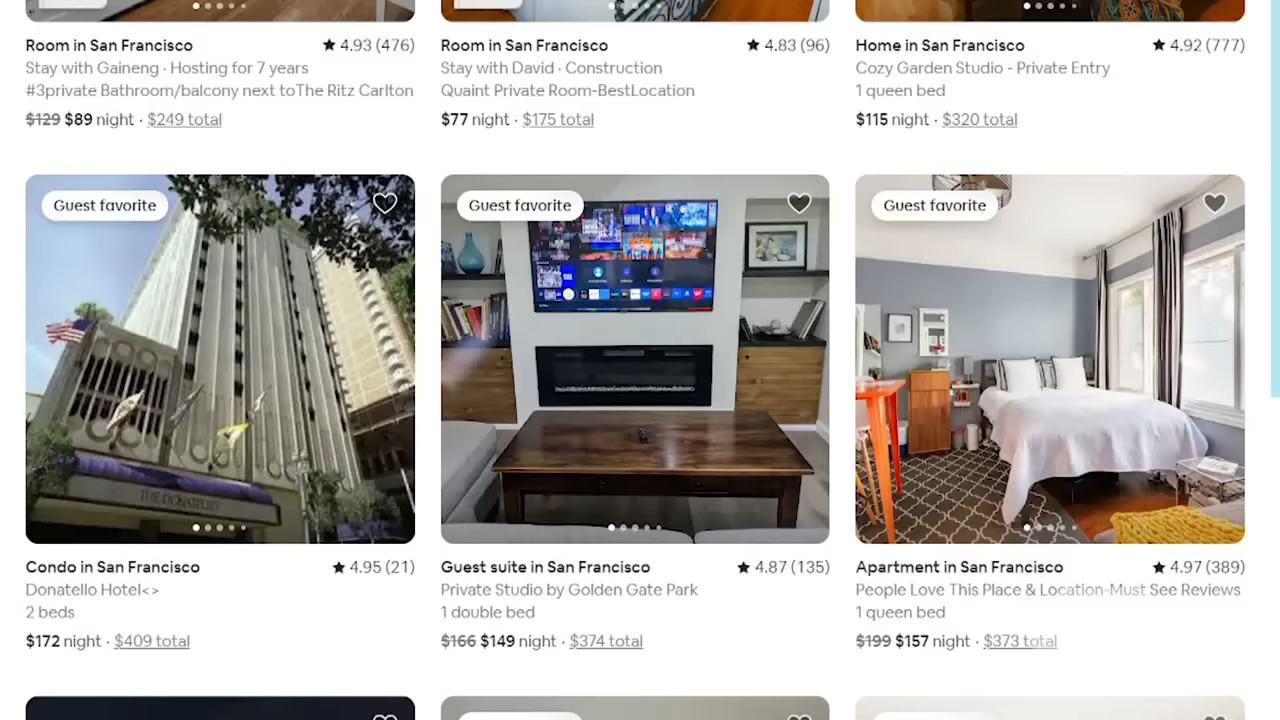 Room in San Francisco ★ 4.93 (476)
Stay with Gaineng · Hosting for 7 years
#3private Bathroom/balcony next toThe Ritz Carlton
$129 $89 night · $249 total
Room in San Francisco ★ 4.83 (96)
Stay with David · Construction
Quaint Private Room-BestLocation
$77 night · $175 total
Home in San Francisco ★ 4.92 (777)
Cozy Garden Studio - Private Entry
1 queen bed
$115 night · $320 total
Guest favorite
THE DONATELLO
Condo in San Francisco ★ 4.95 (21)
Donatello Hotel<>
2 beds
$172 night · $409 total
Guest favorite
Guest suite in San Francisco ★ 4.87 (135)
Private Studio by Golden Gate Park
1 double bed
$166 $149 night · $374 total
Guest favorite
Apartment in San Francisco ★ 4.97 (389)
People Love This Place & Location-Must See Reviews
1 queen bed
$199 $157 night · $373 total